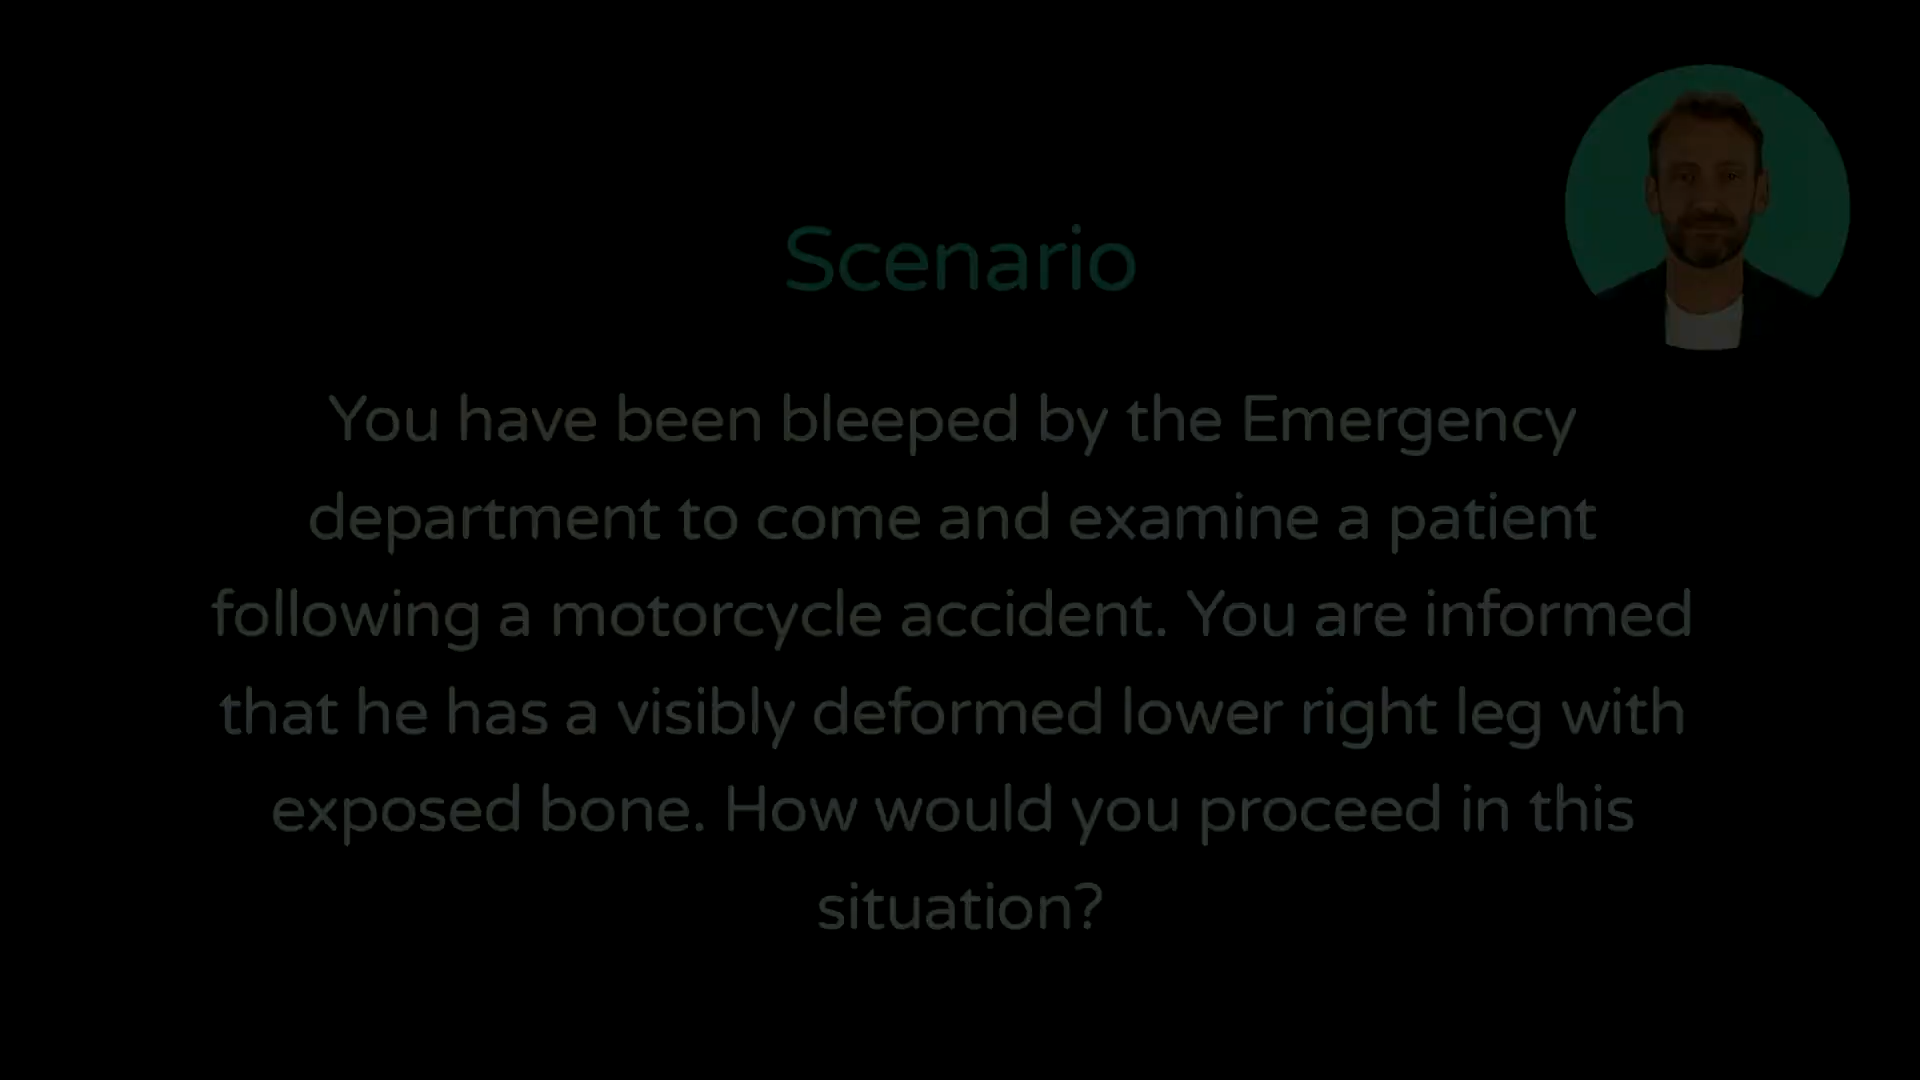 Scenario
You have been bleeped by the Emergency
department to come and examine a patient
following a motorcycle accident. You are informed
that he has a visibly deformed lower right leg with
exposed bone. How would you proceed in this
situation?